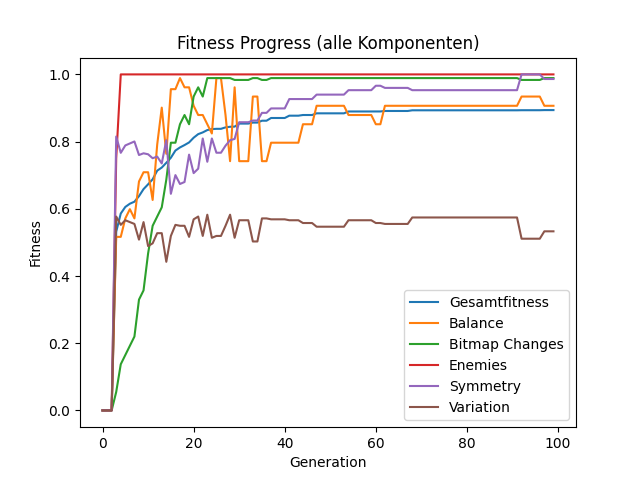 Fitness Progress (alle Komponenten)
1.0
0.8
0.6
0.4
0.2
0.0
Fitness
Gesamtfitness
Balance
Bitmap Changes
Enemies
Symmetry
Variation
0 20 40 60 80 100
Generation